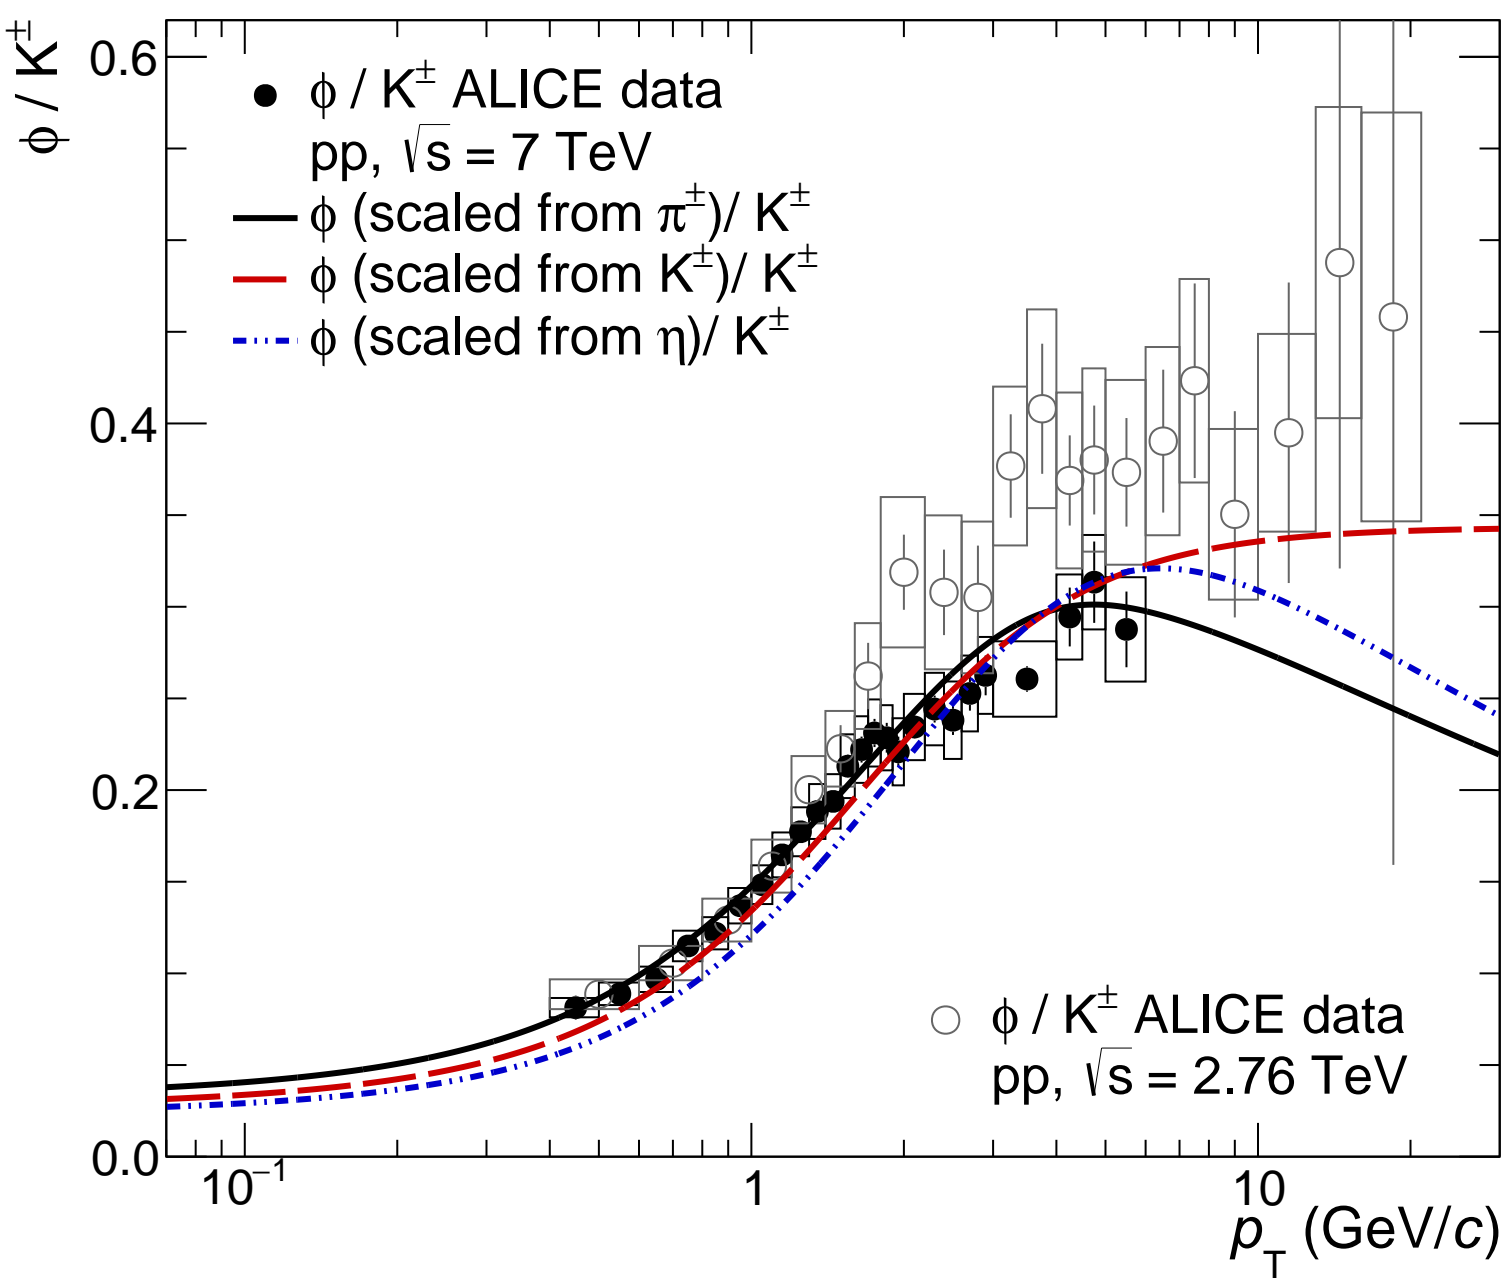 ϕ / K±
0.6
0.4
0.2
0.0
ϕ / K± ALICE data
pp, √s = 7 TeV
ϕ (scaled from π±)/ K±
ϕ (scaled from K±)/ K±
ϕ (scaled from η)/ K±
ϕ / K± ALICE data
pp, √s = 2.76 TeV
10⁻¹ 1 10
p_T (GeV/c)